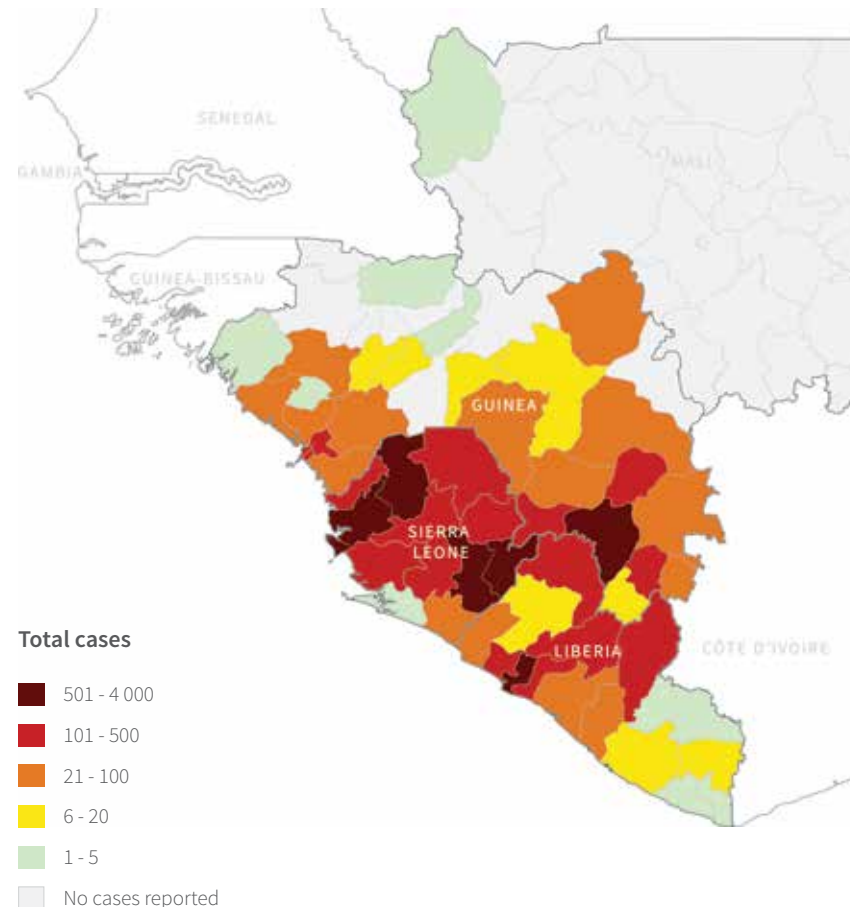 SENEGAL
GAMBIA
MALI
GUINEA-BISSAU
GUINEA
SIERRA
LEONE
LIBERIA
CÔTE D'IVOIRE
Total cases
501 - 4 000
101 - 500
21 - 100
6 - 20
1 - 5
No cases reported